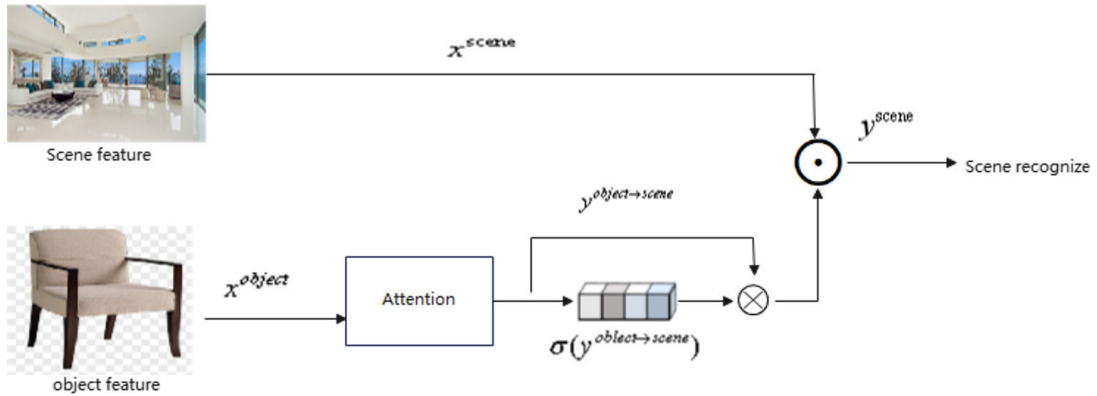 x^scene
Scene feature
y^scene
Scene recognize
y^object→scene
x^object
Attention
σ(y^oblect→scene)
object feature